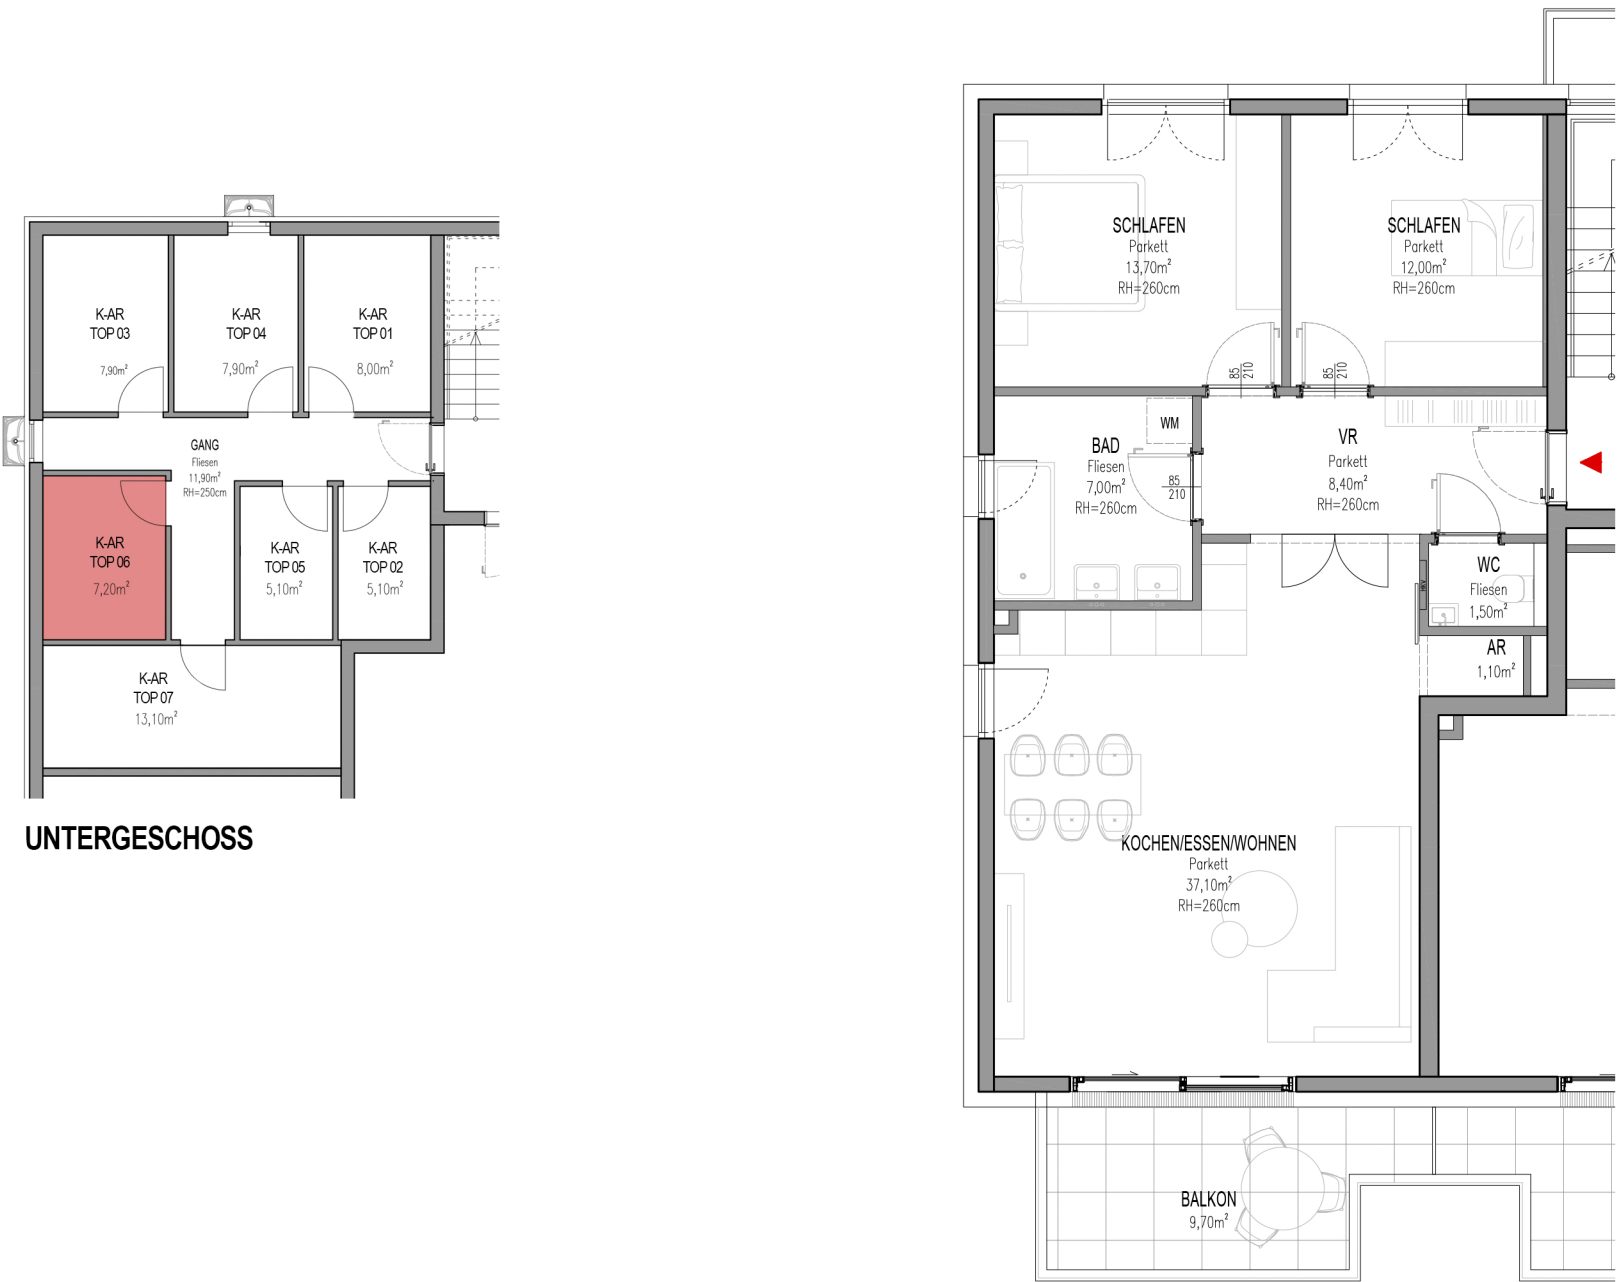 K-AR
TOP 03
7,90m²
K-AR
TOP 04
7,90m²
K-AR
TOP 01
8,00m²
GANG
Fliesen
11,90m²
RH=250cm
K-AR
TOP 06
7,20m²
K-AR
TOP 05
5,10m²
K-AR
TOP 02
5,10m²
K-AR
TOP 07
13,10m²
UNTERGESCHOSS
SCHLAFEN
Parkett
13,70m²
RH=260cm
SCHLAFEN
Parkett
12,00m²
RH=260cm
85
210
85
210
WM
BAD
Fliesen
7,00m²
RH=260cm
85
210
VR
Parkett
8,40m²
RH=260cm
WC
Fliesen
1,50m²
HKV
AR
1,10m²
KOCHEN/ESSEN/WOHNEN
Parkett
37,10m²
RH=260cm
BALKON
9,70m²